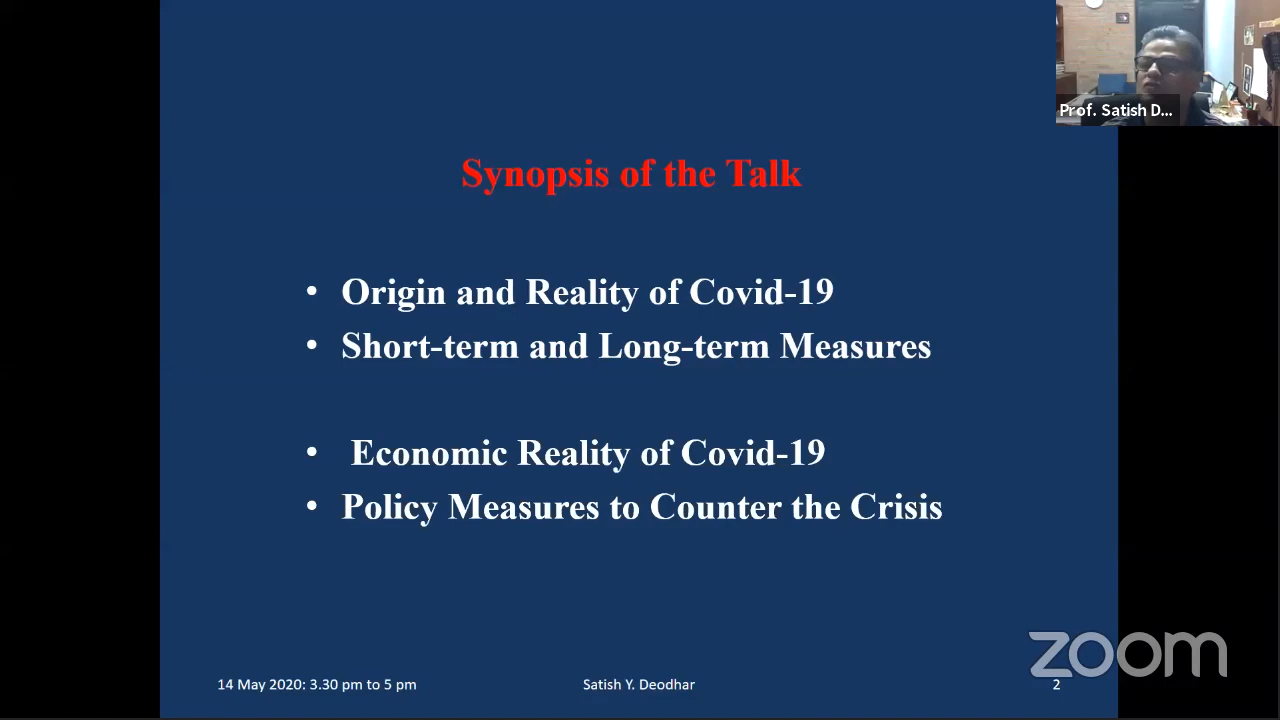 Prof. Satish D...
Synopsis of the Talk
• Origin and Reality of Covid-19
• Short-term and Long-term Measures
• Economic Reality of Covid-19
• Policy Measures to Counter the Crisis
zoom
14 May 2020: 3.30 pm to 5 pm
Satish Y. Deodhar
2